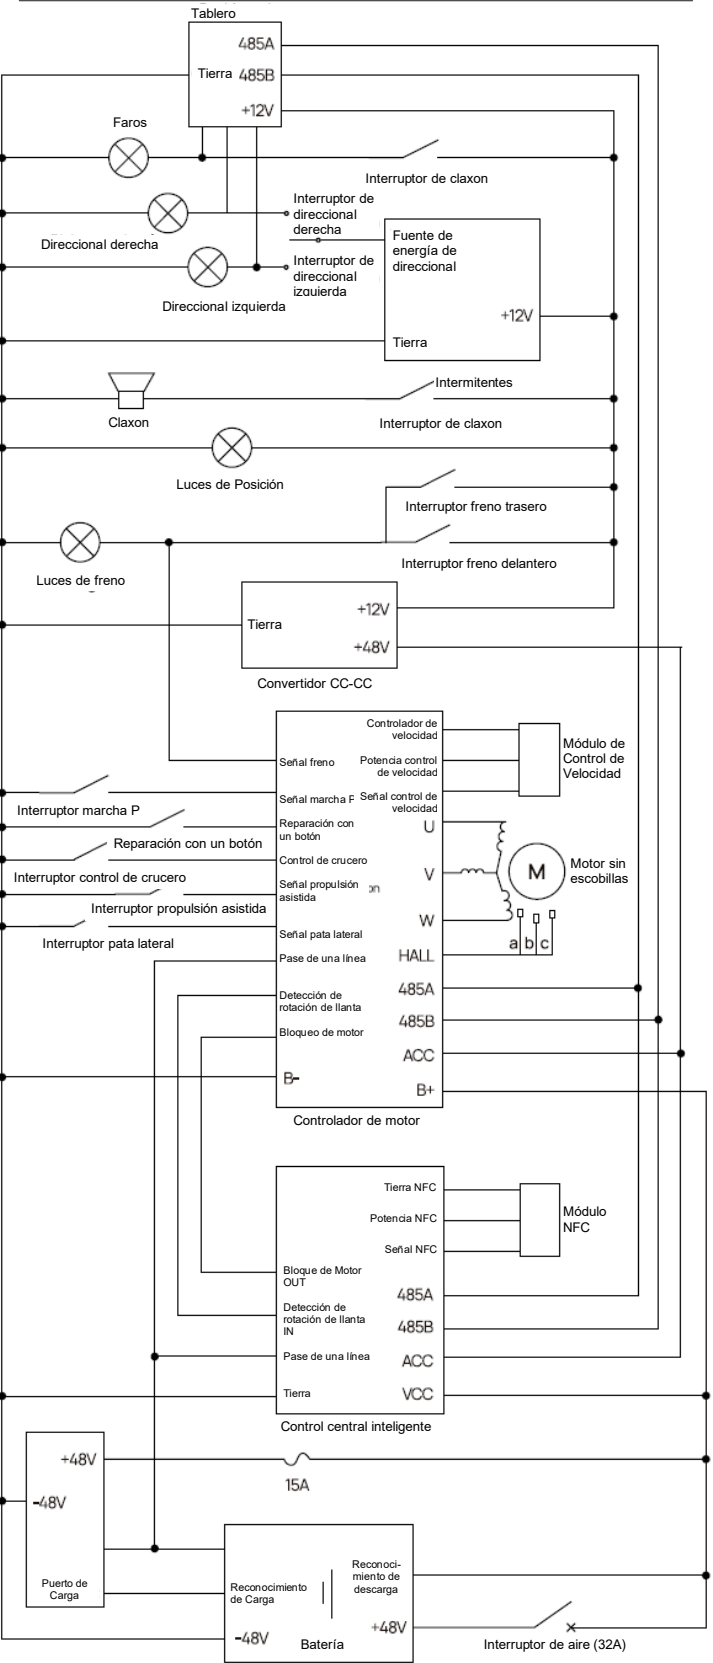 Tablero
485A
Tierra 485B
+12V
Faros
Interruptor de claxon
Interruptor de
direccional
derecha
Direccional derecha
Fuente de
energía de
direccional
Interruptor de
direccional
izquierda
Direccional izquierda
+12V
Tierra
Intermitentes
Claxon
Interruptor de claxon
Luces de Posición
Interruptor freno trasero
Interruptor freno delantero
Luces de freno
+12V
Tierra
+48V
Convertidor CC-CC
Controlador de
velocidad
Módulo de
Control de
Velocidad
Señal freno
Potencia control
de velocidad
Señal marcha P
Señal control de
velocidad
Interruptor marcha P
Reparación con
un botón
U
Reparación con un botón
Control de crucero
V
M
Motor sin
escobillas
Interruptor control de crucero
Señal propulsión
asistida
on
Interruptor propulsión asistida
W
Señal pata lateral
Interruptor pata lateral
a b c
Pase de una línea
HALL
Detección de
rotación de llanta
485A
Bloqueo de motor
485B
ACC
B-
B+
Controlador de motor
Tierra NFC
Potencia NFC
Módulo
NFC
Señal NFC
Bloque de Motor
OUT
485A
Detección de
rotación de llanta
IN
485B
Pase de una línea
ACC
Tierra
VCC
Control central inteligente
+48V
15A
-48V
Puerto de
Carga
Reconoci-
miento de
descarga
Reconocimiento
de Carga
+48V
-48V
Batería
Interruptor de aire (32A)